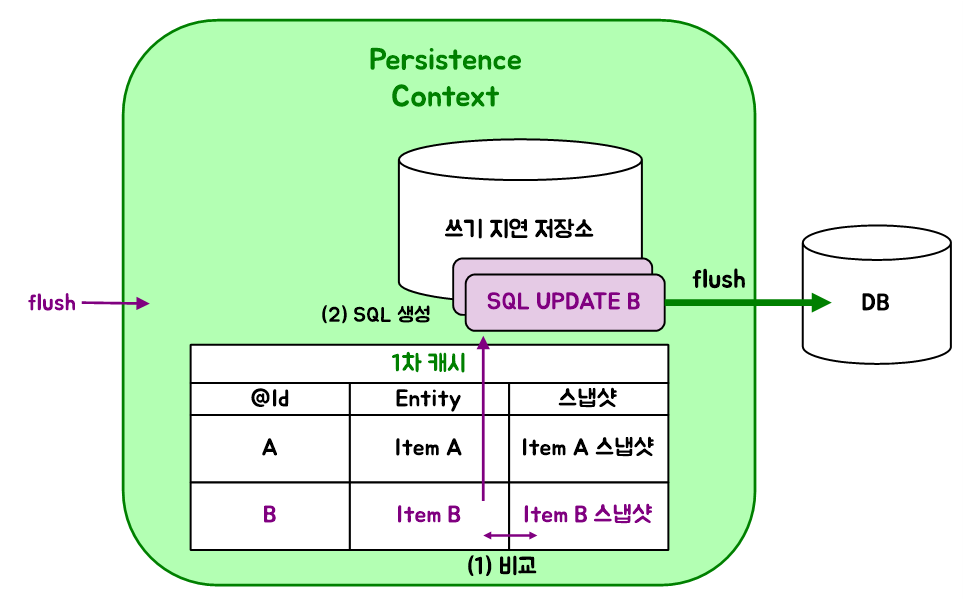 Persistence
Context
쓰기 지연 저장소
flush
SQL UPDATE B
flush
DB
(2) SQL 생성
1차 캐시
@Id Entity 스냅샷
A Item A Item A 스냅샷
B Item B Item B 스냅샷
(1) 비교